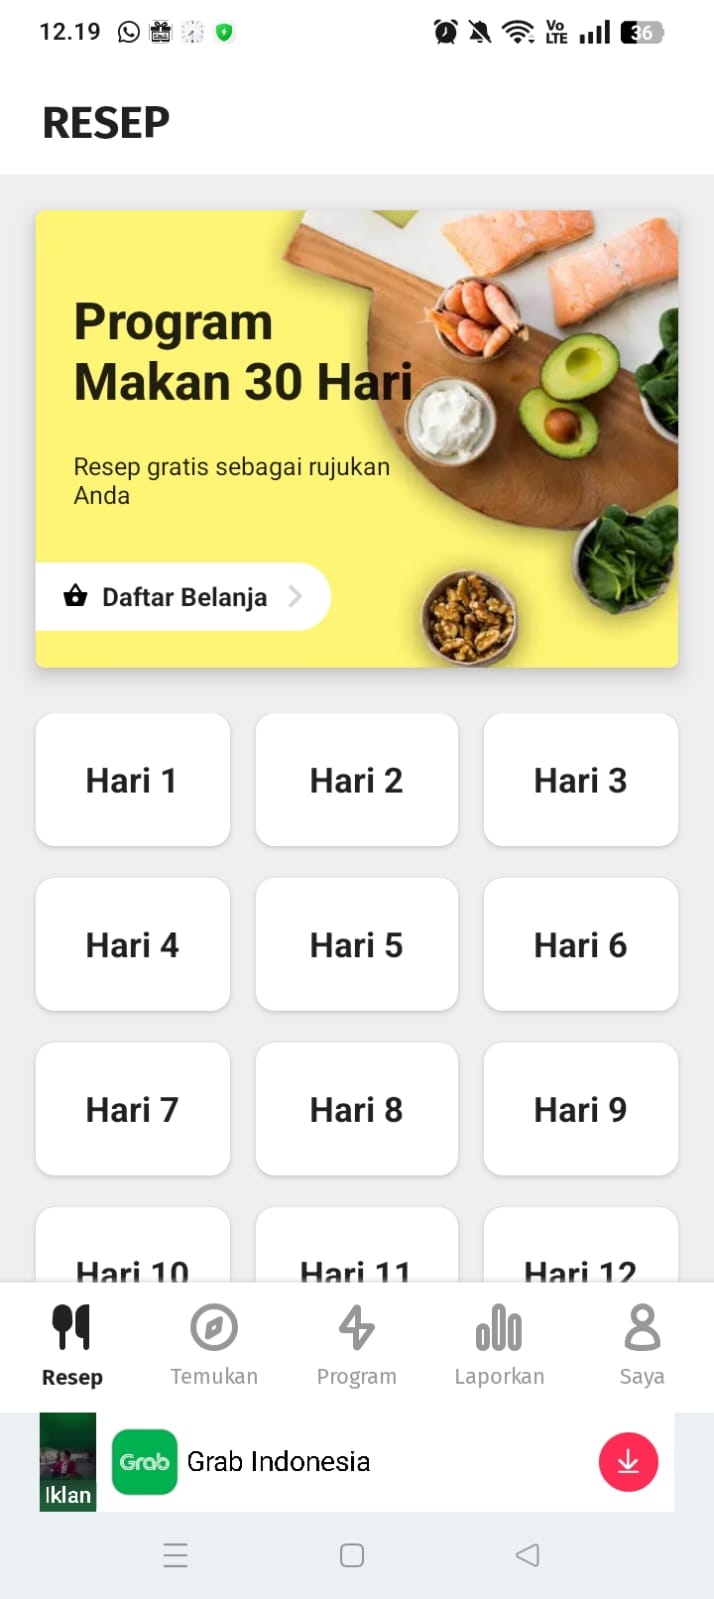 12.19
Vo
LTE
36
RESEP
Program
Makan 30 Hari
Resep gratis sebagai rujukan
Anda
Daftar Belanja
Hari 1
Hari 2
Hari 3
Hari 4
Hari 5
Hari 6
Hari 7
Hari 8
Hari 9
Hari 10
Hari 11
Hari 12
Resep
Temukan
Program
Laporkan
Saya
Iklan
Grab
Grab Indonesia